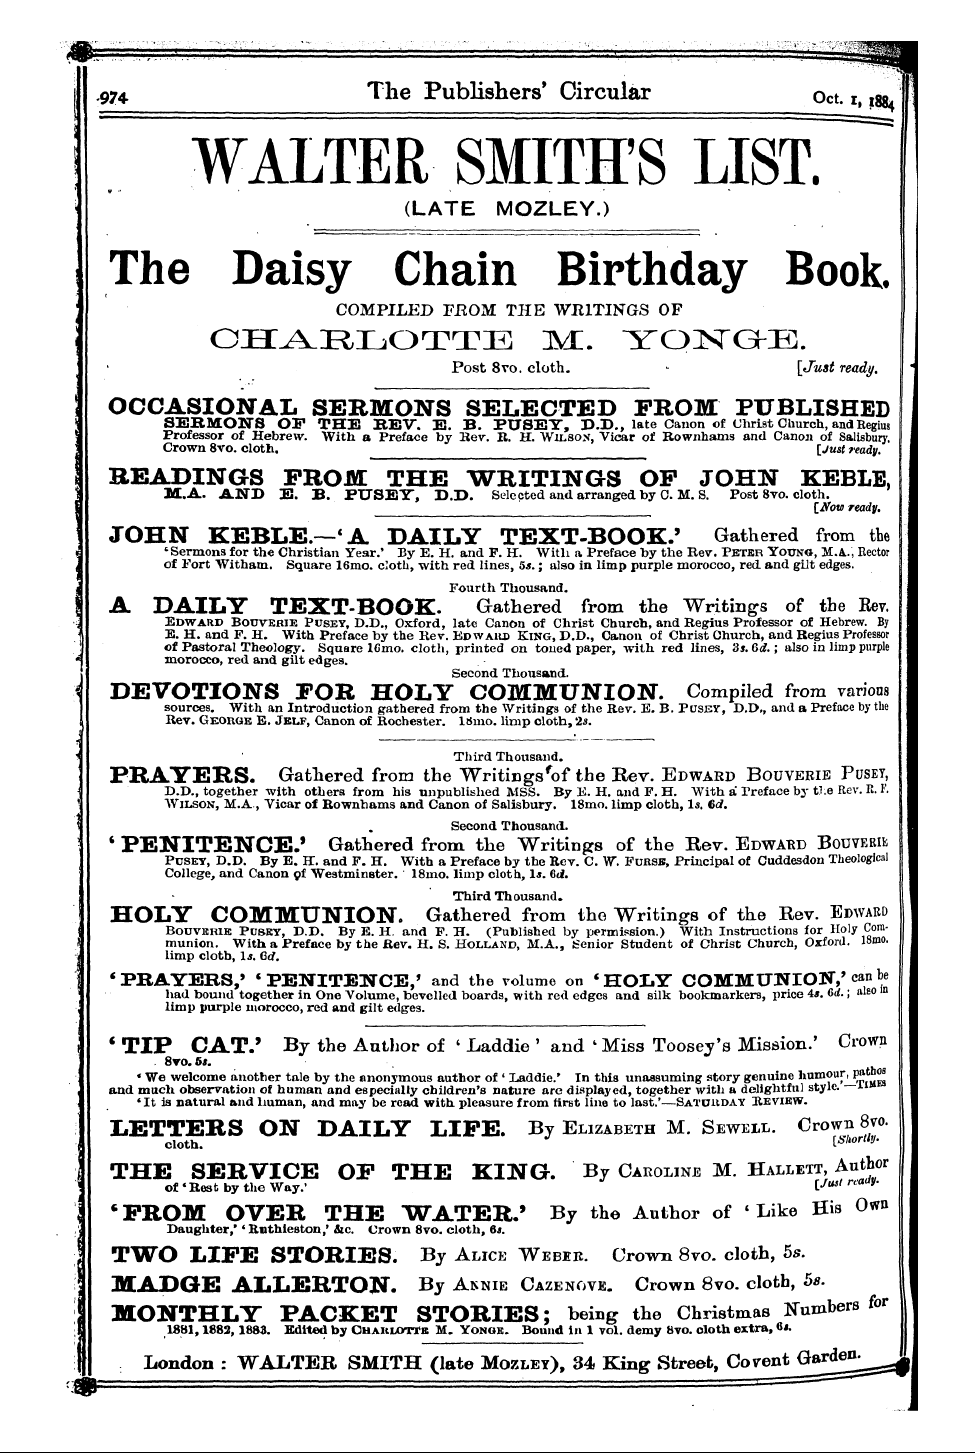 974 The Publishers' Circular Oct. 1, 1884
WALTER SMITH'S LIST.
(LATE MOZLEY.)
The Daisy Chain Birthday Book.
COMPILED FROM THE WRITINGS OF
CHARLOTTE M. YONGE.
Post 8vo. cloth. [Just ready.
OCCASIONAL SERMONS SELECTED FROM PUBLISHED
SERMONS OF THE REV. E. B. PUSEY, D.D., late Canon of Christ Church, and Regius
Professor of Hebrew. With a Preface by Rev. R. H. WILSON, Vicar of Rownhams and Canon of Salisbury.
Crown 8vo. cloth. [Just ready.
READINGS FROM THE WRITINGS OF JOHN KEBLE,
M.A. AND E. B. PUSEY, D.D. Selected and arranged by C. M. S. Post 8vo. cloth.
[Now ready.
JOHN KEBLE.—'A DAILY TEXT-BOOK.' Gathered from the
'Sermons for the Christian Year.' By E. H. and F. H. With a Preface by the Rev. PETER YOUNG, M.A., Rector
of Fort Witham. Square 16mo. cloth, with red lines, 5s.; also in limp purple morocco, red and gilt edges.
Fourth Thousand.
A DAILY TEXT-BOOK. Gathered from the Writings of the Rev.
EDWARD BOUVERIE PUSEY, D.D., Oxford, late Canon of Christ Church, and Regius Professor of Hebrew. By
E. H. and F. H. With Preface by the Rev. EDWARD KING, D.D., Canon of Christ Church, and Regius Professor
of Pastoral Theology. Square 16mo. cloth, printed on toned paper, with red lines, 3s. 6d.; also in limp purple
morocco, red and gilt edges.
Second Thousand.
DEVOTIONS FOR HOLY COMMUNION. Compiled from various
sources. With an Introduction gathered from the Writings of the Rev. E. B. PUSEY, D.D., and a Preface by the
Rev. GEORGE E. JELF, Canon of Rochester. 18mo. limp cloth, 2s.
Third Thousand.
PRAYERS. Gathered from the Writings of the Rev. EDWARD BOUVERIE PUSEY,
D.D., together with others from his unpublished MSS. By E. H. and F. H. With a Preface by the Rev. R. F.
WILSON, M.A., Vicar of Rownhams and Canon of Salisbury. 18mo. limp cloth, 1s. 6d.
Second Thousand.
'PENITENCE.' Gathered from the Writings of the Rev. EDWARD BOUVERIE
PUSEY, D.D. By E. H. and F. H. With a Preface by the Rev. C. W. FURSE, Principal of Cuddesdon Theological
College, and Canon of Westminster. 18mo. limp cloth, 1s. 6d.
Third Thousand.
HOLY COMMUNION. Gathered from the Writings of the Rev. EDWARD
BOUVERIE PUSEY, D.D. By E. H. and F. H. (Published by permission.) With Instructions for Holy Com-
munion. With a Preface by the Rev. H. S. HOLLAND, M.A., Senior Student of Christ Church, Oxford. 18mo.
limp cloth, 1s. 6d.
'PRAYERS,' 'PENITENCE,' and the volume on 'HOLY COMMUNION,' can be
had bound together in One Volume, bevelled boards, with red edges and silk bookmarkers, price 4s. 6d.; also in
limp purple morocco, red and gilt edges.
'TIP CAT.' By the Author of 'Laddie' and 'Miss Toosey's Mission.' Crown
8vo. 5s.
'We welcome another tale by the anonymous author of 'Laddie.' In this unassuming story genuine humour, pathos
and much observation of human and especially children's nature are displayed, together with a delightful style.'—TIMES
'It is natural and human, and may be read with pleasure from first line to last.'—SATURDAY REVIEW.
LETTERS ON DAILY LIFE. By ELIZABETH M. SEWELL. Crown 8vo.
cloth. [Shortly.
THE SERVICE OF THE KING. By CAROLINE M. HALLETT, Author
of 'Rest by the Way.' [Just ready.
'FROM OVER THE WATER.' By the Author of 'Like His Own
Daughter,' 'Ruthieston,' &c. Crown 8vo. cloth, 6s.
TWO LIFE STORIES. By ALICE WEBER. Crown 8vo. cloth, 5s.
MADGE ALLERTON. By ANNIE CAZENOVE. Crown 8vo. cloth, 5s.
MONTHLY PACKET STORIES; being the Christmas Numbers for
1881, 1882, 1883. Edited by CHARLOTTE M. YONGE. Bound in 1 vol. demy 8vo. cloth extra, 6s.
London: WALTER SMITH (late MOZLEY), 34 King Street, Covent Garden.